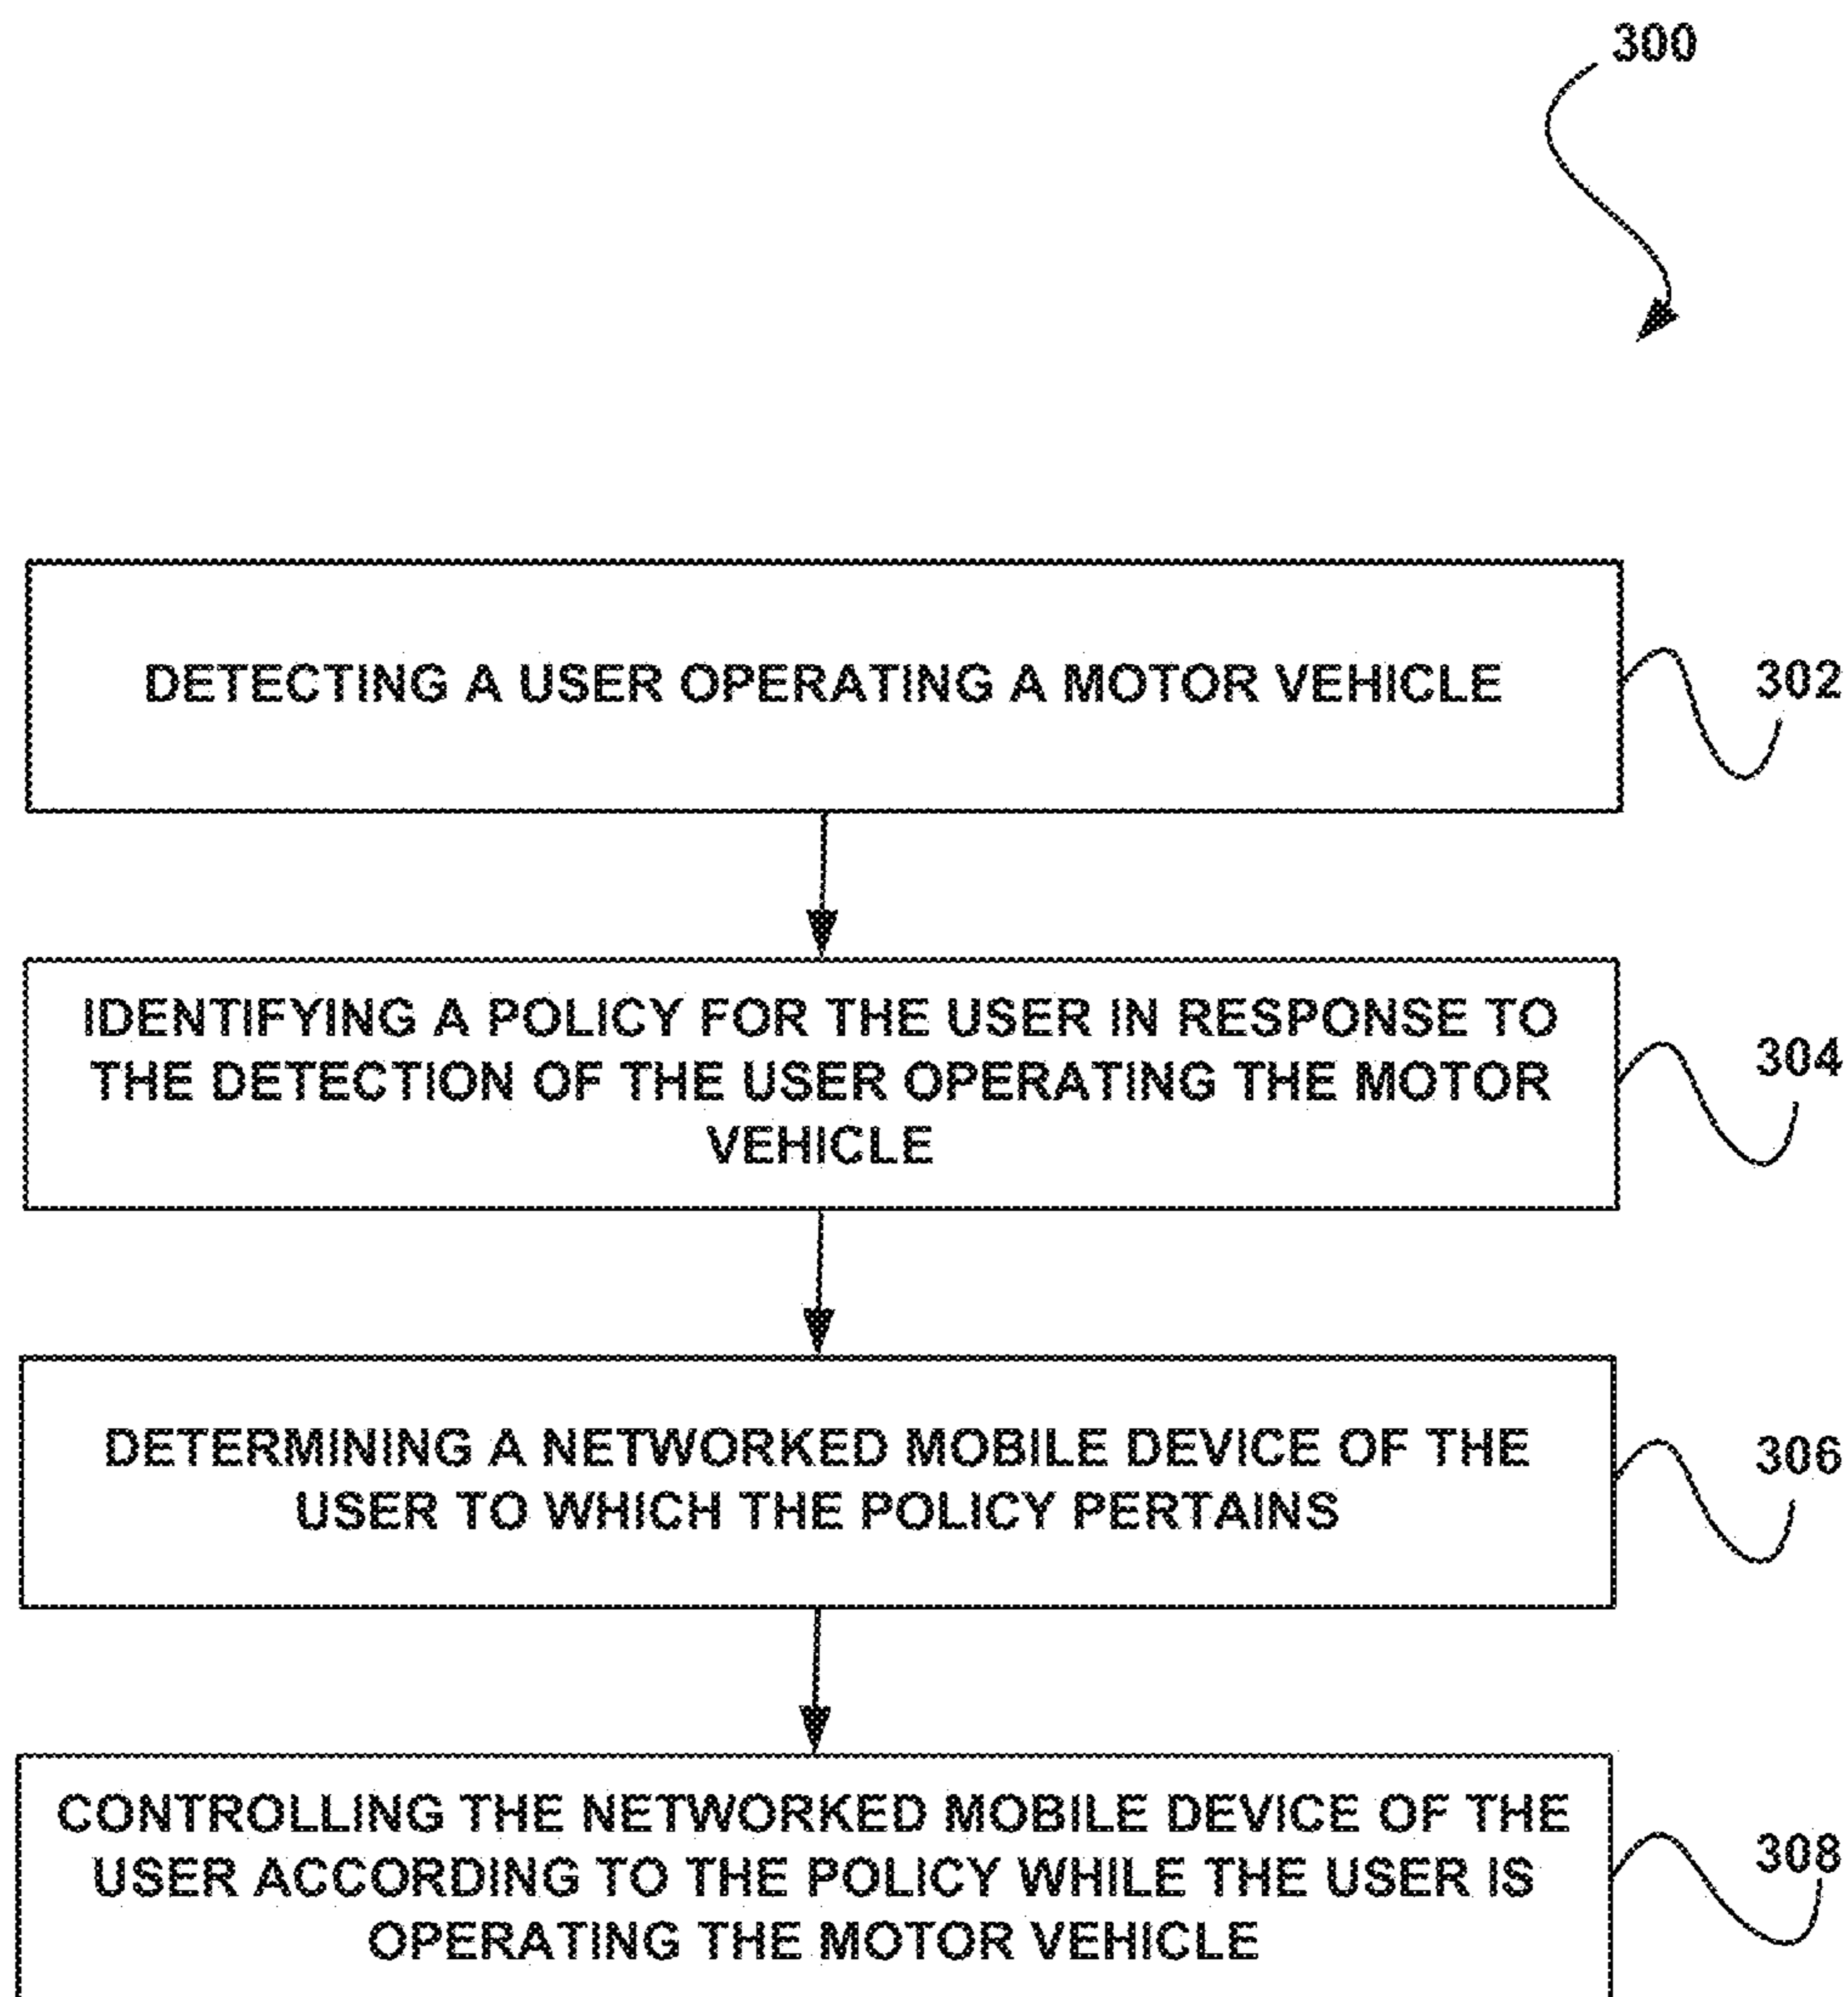 300
DETECTING A USER OPERATING A MOTOR VEHICLE
302
IDENTIFYING A POLICY FOR THE USER IN RESPONSE TO
THE DETECTION OF THE USER OPERATING THE MOTOR
VEHICLE
304
DETERMINING A NETWORKED MOBILE DEVICE OF THE
USER TO WHICH THE POLICY PERTAINS
306
CONTROLLING THE NETWORKED MOBILE DEVICE OF THE
USER ACCORDING TO THE POLICY WHILE THE USER IS
OPERATING THE MOTOR VEHICLE
308